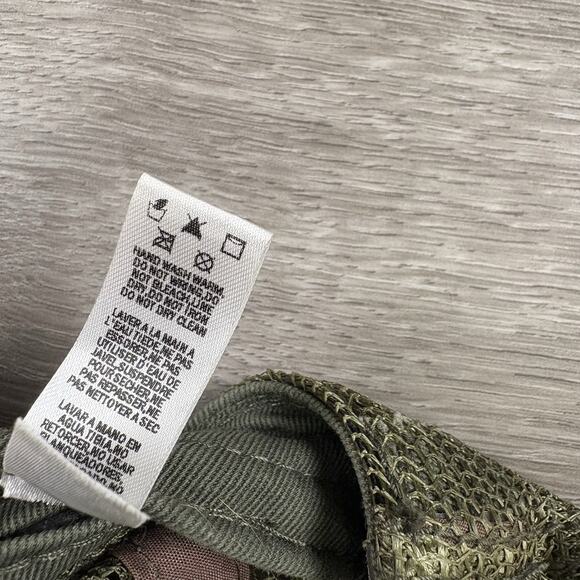 HAND WASH WARM,
DO NOT WRING,DO
NOT BLEACH,LINE
DRY,DO NOT IRON
DO NOT DRY CLEAN
LAVER A LA MAIN A
L'EAU TIEDE,NE PAS
ESSORER,NE PAS
UTILISER D'EAU DE
JAVEL,SUSPENDRE
POUR SECHER,NE
PAS REPASSER,NE
PAS NETTOYER A SEC
LAVAR A MANO EN
AGUA TIBIA,NO
RETORCER,NO USAR
BLANQUEADORES,